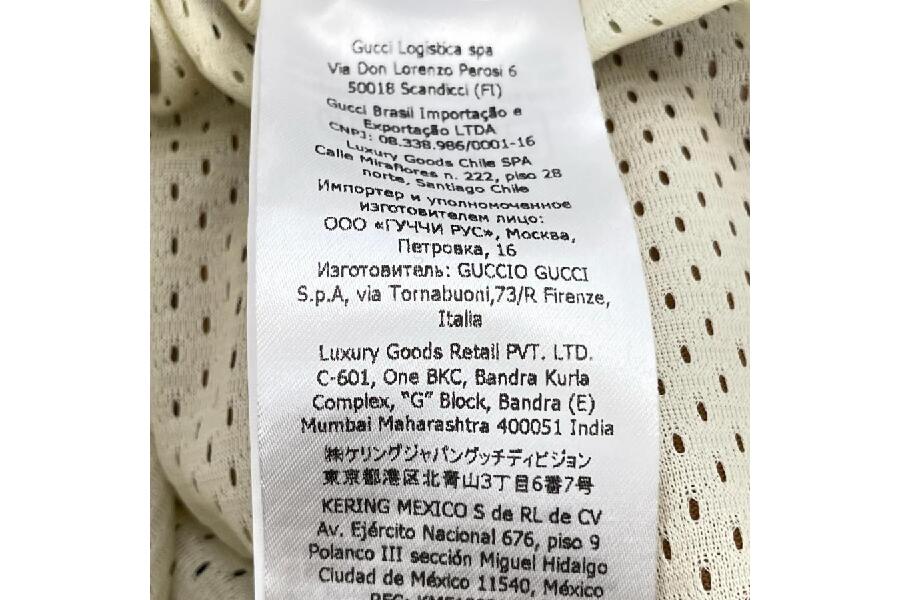 Gucci Logistica spa
Via Don Lorenzo Perosi 6
50018 Scandicci (FI)
Gucci Brasil Importação e
Exportação LTDA
CNPJ: 08.338.986/0001-16
Luxury Goods Chile SPA
Calle Miraflores n. 222, piso 28
norte, Santiago Chile
Импортер и уполномоченное
изготовителем лицо:
ООО «ГУЧЧИ РУС», Москва,
Петровка, 16
Изготовитель: GUCCIO GUCCI
S.p.A, via Tornabuoni,73/R Firenze,
Italia
Luxury Goods Retail PVT. LTD.
C-601, One BKC, Bandra Kurla
Complex, "G" Block, Bandra (E)
Mumbai Maharashtra 400051 India
㈱ケリングジャパングッチディビジョン
東京都港区北青山3丁目6番7号
KERING MEXICO S de RL de CV
Av. Ejército Nacional 676, piso 9
Polanco III sección Miguel Hidalgo
Ciudad de México 11540, México